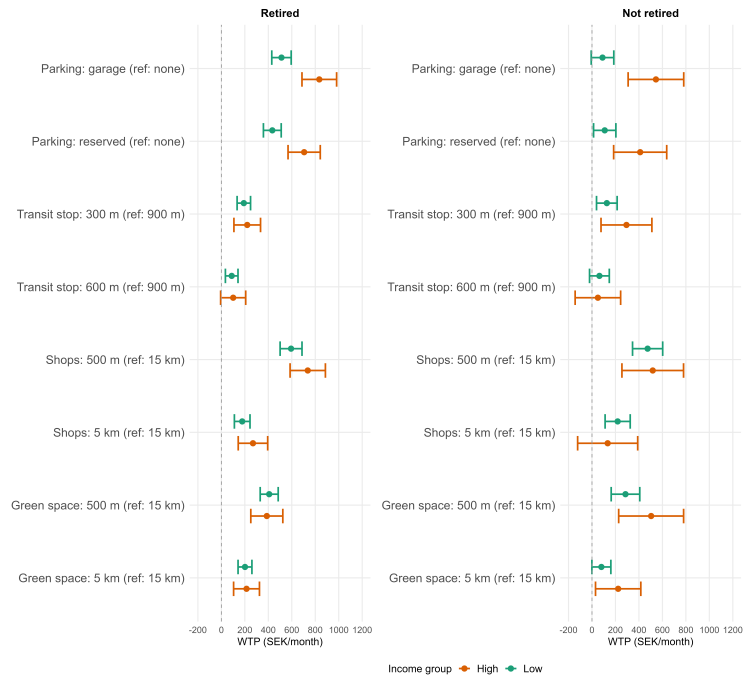 Retired
Not retired
Parking: garage (ref: none)
Parking: garage (ref: none)
Parking: reserved (ref: none)
Parking: reserved (ref: none)
Transit stop: 300 m (ref: 900 m)
Transit stop: 300 m (ref: 900 m)
Transit stop: 600 m (ref: 900 m)
Transit stop: 600 m (ref: 900 m)
Shops: 500 m (ref: 15 km)
Shops: 500 m (ref: 15 km)
Shops: 5 km (ref: 15 km)
Shops: 5 km (ref: 15 km)
Green space: 500 m (ref: 15 km)
Green space: 500 m (ref: 15 km)
Green space: 5 km (ref: 15 km)
Green space: 5 km (ref: 15 km)
-200 0 200 400 600 800 1000 1200
-200 0 200 400 600 800 1000 1200
WTP (SEK/month)
WTP (SEK/month)
Income group High Low